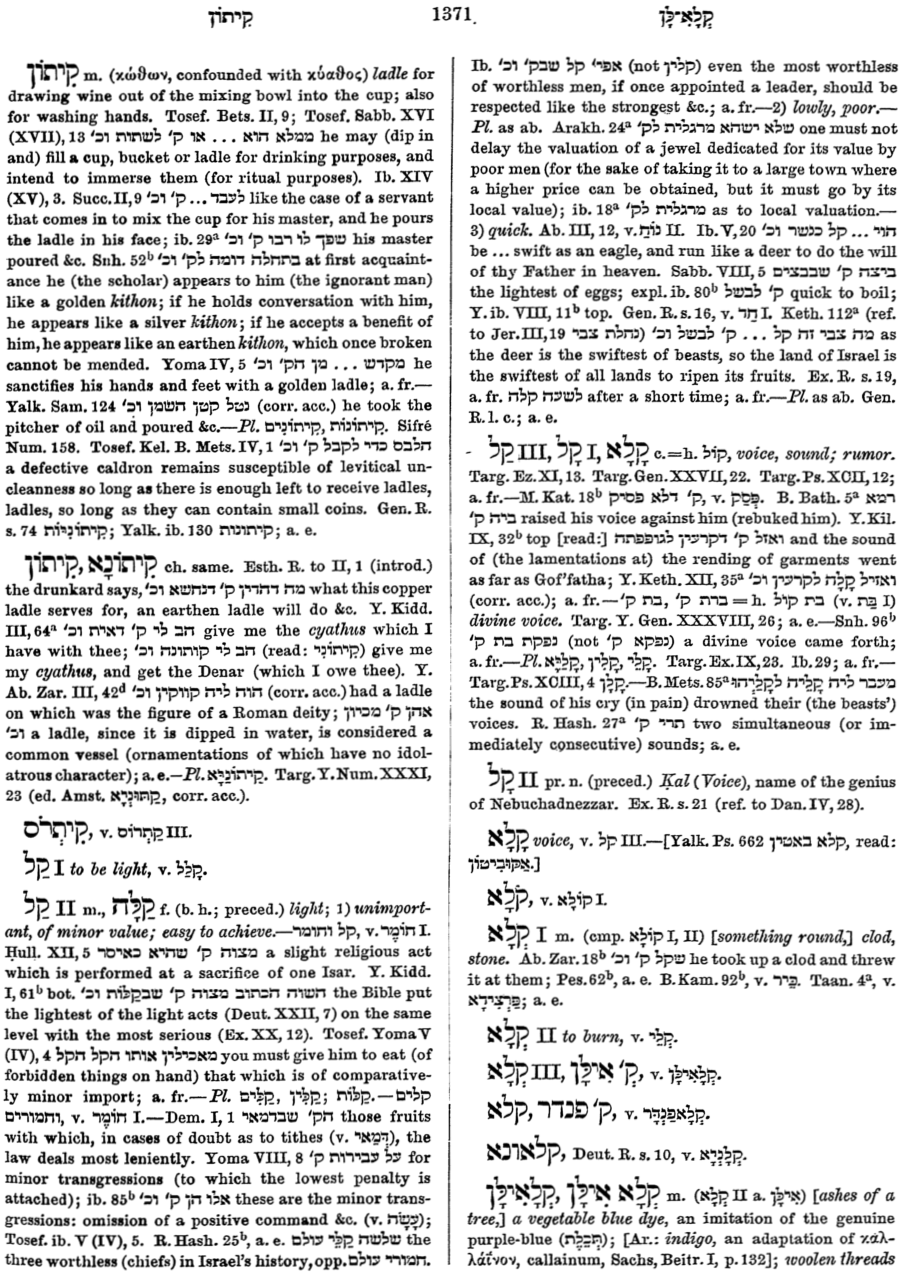 קִיתוֹן
1371
קְלָא־לָּן
קִיתוֹן m. (κώθων, confounded with κύαθος) ladle for
drawing wine out of the mixing bowl into the cup; also
for washing hands. Tosef. Bets. II, 9; Tosef. Sabb. XVI
(XVII), 13 ממלא הוא ... או ק' לשתות וכ' he may (dip in
and) fill a cup, bucket or ladle for drinking purposes, and
intend to immerse them (for ritual purposes). Ib. XIV
(XV), 3. Succ. II, 9 לעבד ... ק' וכ' like the case of a servant
that comes in to mix the cup for his master, and he pours
the ladle in his face; ib. 29ᵃ שפך לו רבו ק' וכ' his master
poured &c. Snh. 52ᵇ בתחלה דומה לק' וכ' at first acquaint-
ance he (the scholar) appears to him (the ignorant man)
like a golden kithon; if he holds conversation with him,
he appears like a silver kithon; if he accepts a benefit of
him, he appears like an earthen kithon, which once broken
cannot be mended. Yoma IV, 5 מקדש ... מן הק' וכ' he
sanctifies his hands and feet with a golden ladle; a. fr.—
Yalk. Sam. 124 נטל קטן השמן וכ' (corr. acc.) he took the
pitcher of oil and poured &c.—Pl. קִיתוֹנוֹת, קִיתוֹנִים. Sifré
Num. 158. Tosef. Kel. B. Mets. IV, 1 הלבס כדי לקבל ק' וכ'
a defective caldron remains susceptible of levitical un-
cleanness so long as there is enough left to receive ladles,
ladles, so long as they can contain small coins. Gen. R.
s. 74 קִיתוֹנִיּוֹת; Yalk. ib. 130 קיתונות; a. e.
קִיתוֹן, קִיתוֹנָא ch. same. Esth. R. to II, 1 (introd.)
the drunkard says, מה דהדין ק' דנחשא וכ' what this copper
ladle serves for, an earthen ladle will do &c. Y. Kidd.
III, 64ᵃ הב לי ק' דאית וכ' give me the cyathus which I
have with thee; הב לי קותונה וכ' (read: קִיתוֹנִי) give me
my cyathus, and get the Denar (which I owe thee). Y.
Ab. Zar. III, 42ᵈ הוה ליה קווקין וכ' (corr. acc.) had a ladle
on which was the figure of a Roman deity; אהן ק' מכיון
וכ' a ladle, since it is dipped in water, is considered a
common vessel (ornamentations of which have no idol-
atrous character); a. e.—Pl. קִיתוֹנַיָּא. Targ. Y. Num. XXXI,
23 (ed. Amst. קַתּוּנְיָא, corr. acc.).
קִיתְרֹס, v. קַתְרוֹס III.
קַל I to be light, v. קָלַל.
קַל II m., קַלָּה f. (b. h.; preced.) light; 1) unimport-
ant, of minor value; easy to achieve.—קל וחומר, v. חוֹמֶר I.
Ḥull. XII, 5 מצוה ק' שהיא כאיסר a slight religious act
which is performed at a sacrifice of one Isar. Y. Kidd.
I, 61ᵇ bot. השוה הכתוב מצוה ק' שבקלות וכ' the Bible put
the lightest of the light acts (Deut. XXII, 7) on the same
level with the most serious (Ex. XX, 12). Tosef. Yoma V
(IV), 4 מאכילין אותו הקל הקל you must give him to eat (of
forbidden things on hand) that which is of comparative-
ly minor import; a. fr.—Pl. קַלִּים, קַלִּין; קַלּוֹת.—קלים
וחמורים, v. חוֹמֶר I.—Dem. I, 1 הק' שבדמאי those fruits
with which, in cases of doubt as to tithes (v. דְּמַאי), the
law deals most leniently. Yoma VIII, 8 על עבירות ק' for
minor transgressions (to which the lowest penalty is
attached); ib. 85ᵇ אלו הן ק' וכ' these are the minor trans-
gressions: omission of a positive command &c. (v. עָשָׂה);
Tosef. ib. V (IV), 5. R. Hash. 25ᵇ, a. e. שלשה קַלֵּי עולם the
three worthless (chiefs) in Israel's history, opp. חמורי עולם.
Ib. אפי' קל שבק' וכ' (not קלין) even the most worthless
of worthless men, if once appointed a leader, should be
respected like the strongest &c.; a. fr.—2) lowly, poor.—
Pl. as ab. Arakh. 24ᵃ שלא ישהא מרגלית לק' one must not
delay the valuation of a jewel dedicated for its value by
poor men (for the sake of taking it to a large town where
a higher price can be obtained, but it must go by its
local value); ib. 18ᵃ מרגלית לק' as to local valuation.—
3) quick. Ab. III, 12, v. נוֹחַ II. Ib. V, 20 הוי ... קל כנשר וכ'
be ... swift as an eagle, and run like a deer to do the will
of thy Father in heaven. Sabb. VIII, 5 ביצה ק' שבבצים
the lightest of eggs; expl. ib. 80ᵇ ק' לבשל quick to boil;
Y. ib. VIII, 11ᵇ top. Gen. R. s. 16, v. חַד I. Keth. 112ᵃ (ref.
to Jer. III, 19 נחלת צבי) מה צבי זה קל ... ק' לבשל וכ' as
the deer is the swiftest of beasts, so the land of Israel is
the swiftest of all lands to ripen its fruits. Ex. R. s. 19,
a. fr. לשעה קלה after a short time; a. fr.—Pl. as ab. Gen.
R. l. c.; a. e.
קַל III, קָל I, קָלָא c.=h. קוֹל, voice, sound; rumor.
Targ. Ez. XI, 13. Targ. Gen. XXVII, 22. Targ. Ps. XCII, 12;
a. fr.—M. Kat. 18ᵇ ק' דלא פסיק, v. פְּסַק. B. Bath. 5ᵃ רמא
ביה ק' raised his voice against him (rebuked him). Y. Kil.
IX, 32ᵇ top [read:] ואזל ק' דקרעין לגופפתה and the sound
of (the lamentations at) the rending of garments went
as far as Gof'fatha; Y. Keth. XII, 35ᵃ ואזיל קָלָה לקרעין וכ'
(corr. acc.); a. fr.—ברת ק', בת ק' = h. בת קול (v. בַּת I)
divine voice. Targ. Y. Gen. XXXVIII, 26; a. e.—Snh. 96ᵇ
נפקת בת ק' (not נפקא ק') a divine voice came forth;
a. fr.—Pl. קָלֵי, קָלִין, קָלַיָּא. Targ. Ex. IX, 23. Ib. 29; a. fr.—
Targ. Ps. XCIII, 4 קָלָן.—B. Mets. 85ᵃ מעבר ליה קָלֵיהּ לקָלַיְהוּ
the sound of his cry (in pain) drowned their (the beasts')
voices. R. Hash. 27ᵃ תרי ק' two simultaneous (or im-
mediately consecutive) sounds; a. e.
קָל II pr. n. (preced.) Ḳal (Voice), name of the genius
of Nebuchadnezzar. Ex. R. s. 21 (ref. to Dan. IV, 28).
קָלָא voice, v. קל III.—[Yalk. Ps. 662 קלא באטין, read:
אַקּוּבִיטוֹן.]
קֹלָא, v. קוֹלָא I.
קְלָא I m. (cmp. קוֹלָא I, II) [something round,] clod,
stone. Ab. Zar. 18ᵇ שקל ק' וכ' he took up a clod and threw
it at them; Pes. 62ᵇ, a. e. B. Kam. 92ᵇ, v. בֵּיר. Taan. 4ᵃ, v.
פַּרְצִידָא; a. e.
קְלָא II to burn, v. קְלֵי.
קְלָא III, ק' אִילָן, v. קְלָאִילָן.
קלא, ק' פנדר, v. קְלָאפַנְדָּר.
קלאונא, Deut. R. s. 10, v. קְלָנְיָא.
קְלָא אִילָן, קְלָאִילָן m. (קְלָא II a. אִילָן) [ashes of a
tree,] a vegetable blue dye, an imitation of the genuine
purple-blue (תְּכֵלֶת); [Ar.: indigo, an adaptation of καλ-
λάϊνον, callainum, Sachs, Beitr. I, p. 132]; woolen threads